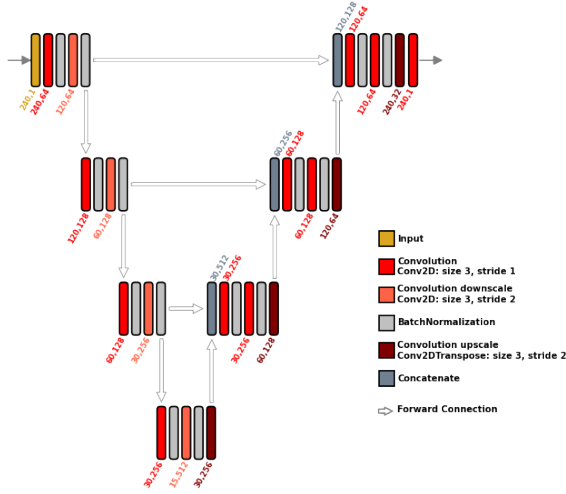 120,128
120,64
240,1
240,64
120,64
120,64
240,32
240,1
60,256
60,128
120,128
60,128
60,128
120,64
30,512
30,256
60,128
30,256
30,256
60,128
30,256
15,512
30,256
Input
Convolution
Conv2D: size 3, stride 1
Convolution downscale
Conv2D: size 3, stride 2
BatchNormalization
Convolution upscale
Conv2DTranspose: size 3, stride 2
Concatenate
Forward Connection